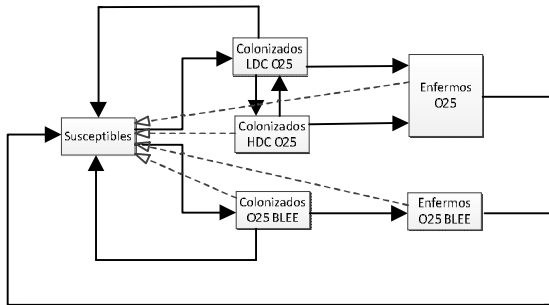 Colonizados
LDC O25
Enfermos
O25
Susceptibles
Colonizados
HDC O25
Colonizados
O25 BLEE
Enfermos
O25 BLEE